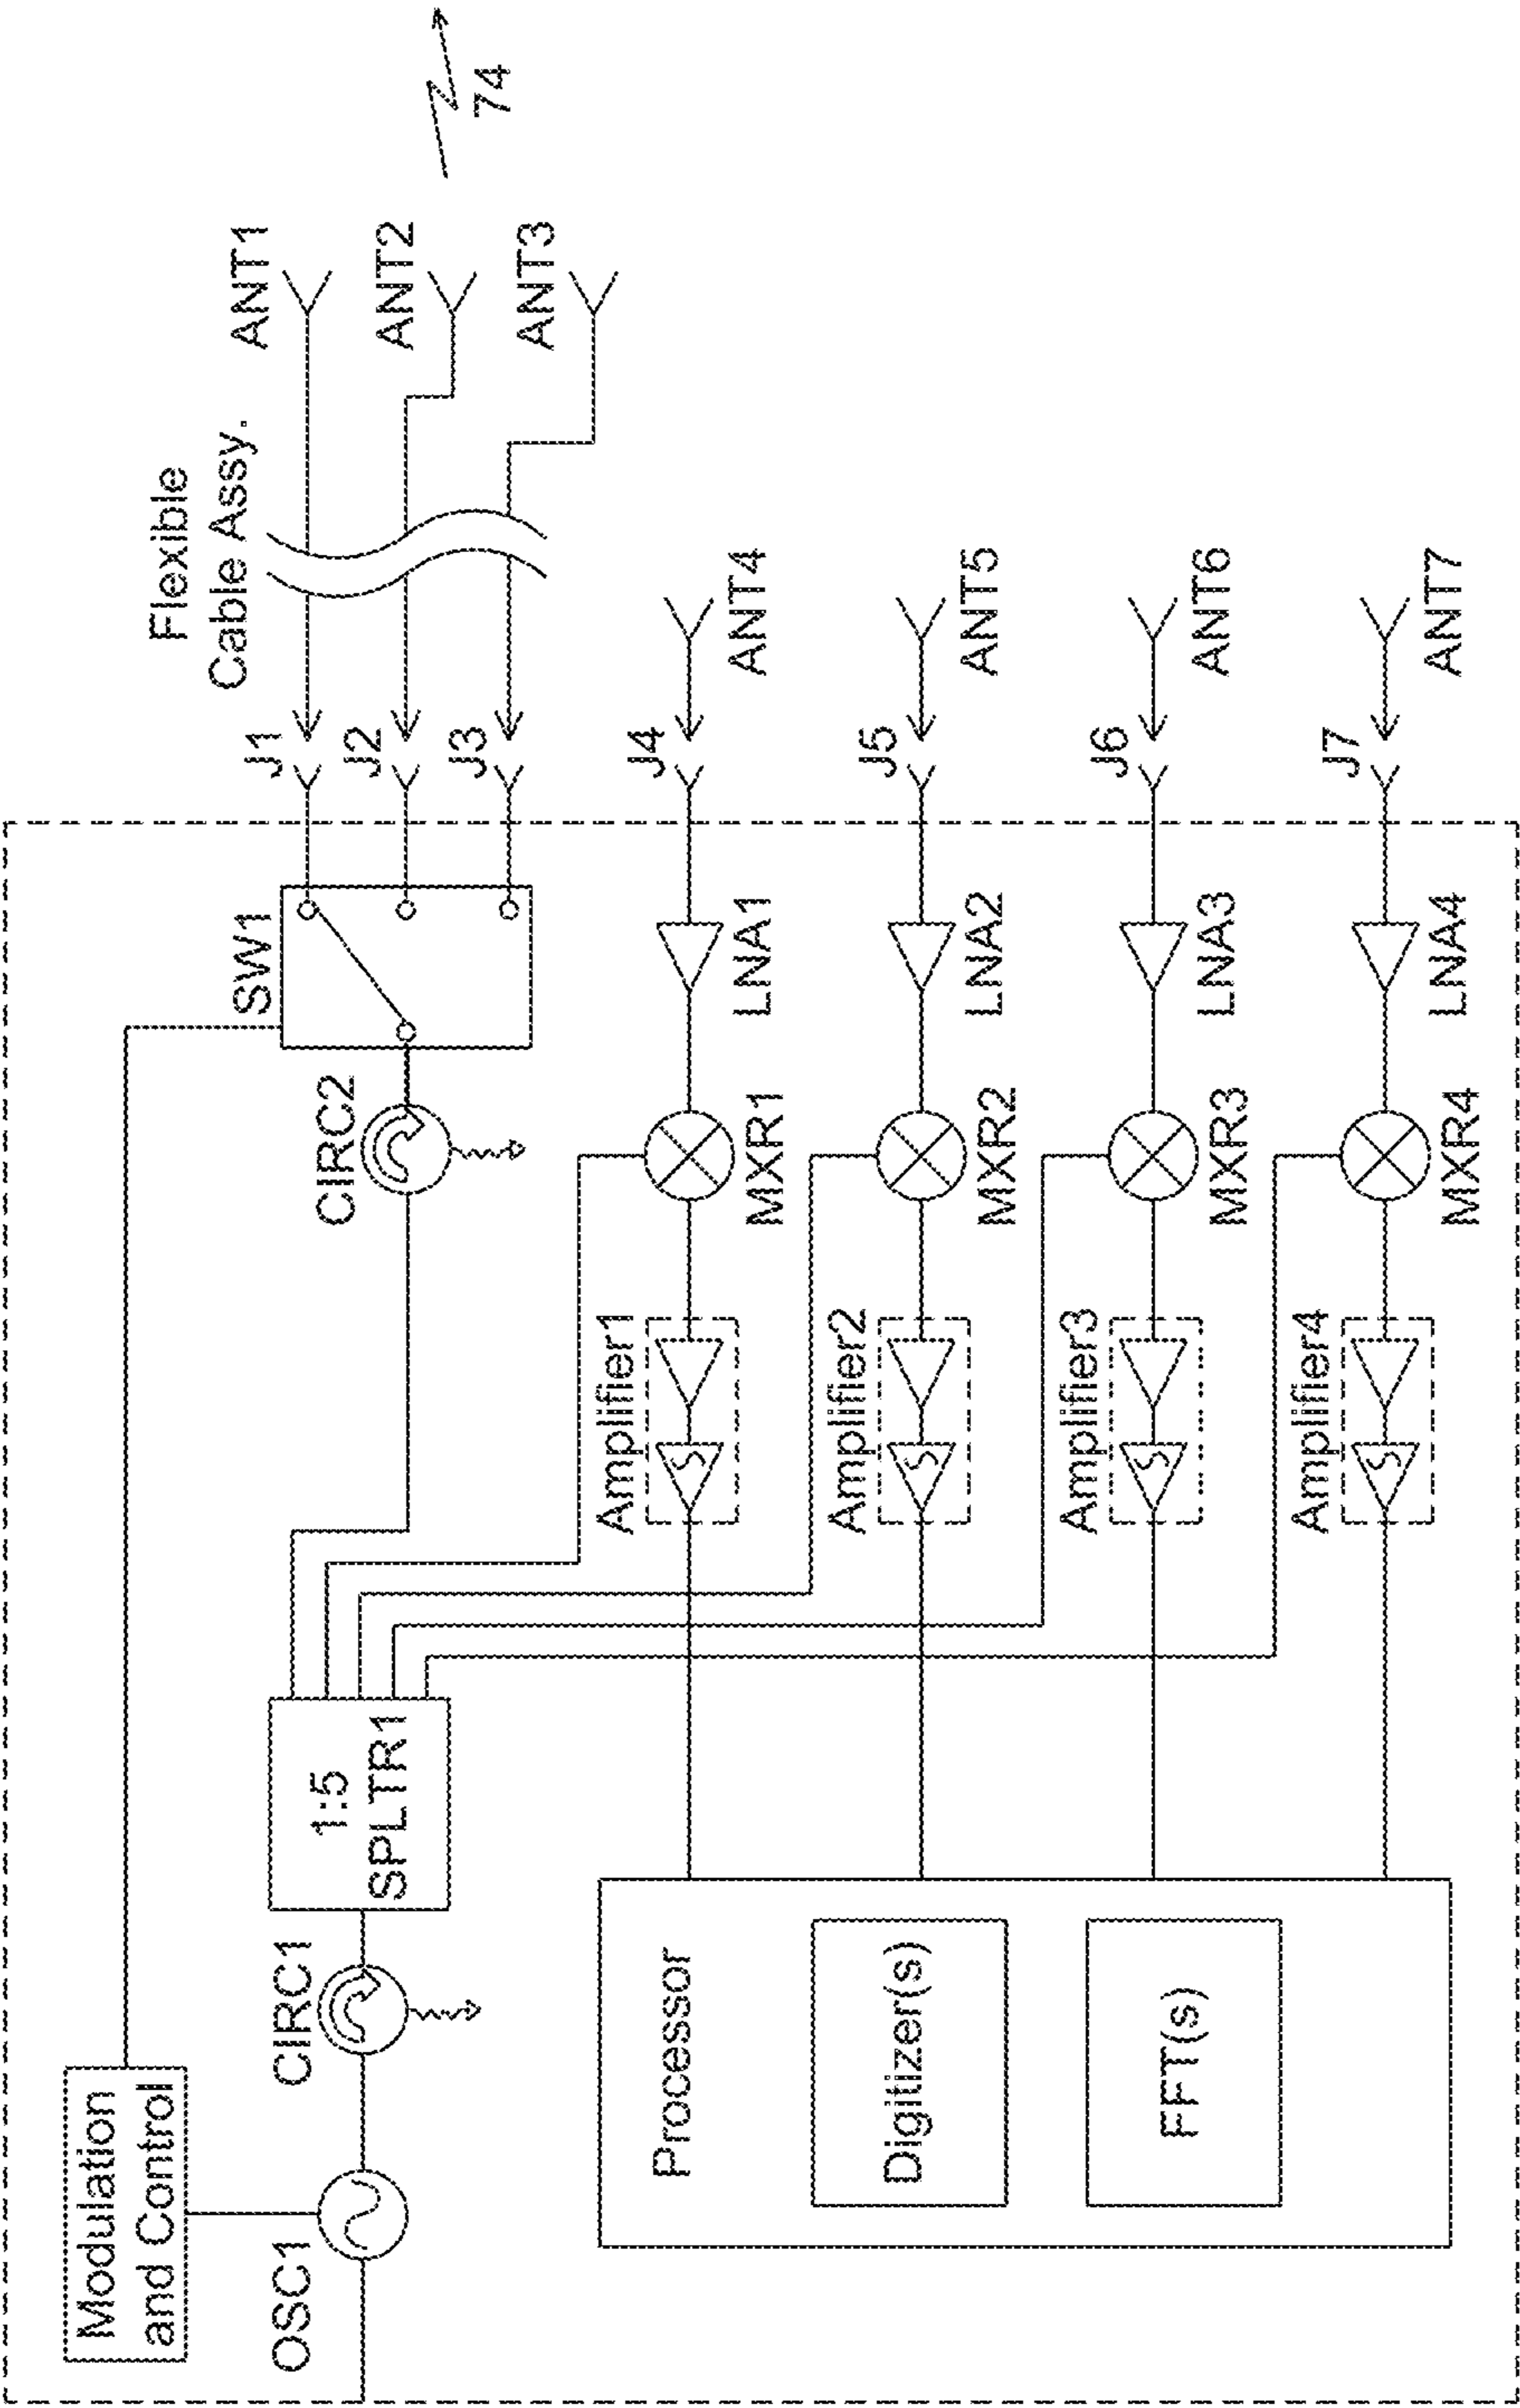 Modulation
and Control
OSC1
CIRC1
1:5
SPLTR1
CIRC2
SW1
J1
J2
J3
Flexible
Cable Assy.
ANT1
ANT2
ANT3
74
Processor
Digitizer(s)
FFT(s)
Amplifier1
MXR1
LNA1
J4
ANT4
Amplifier2
MXR2
LNA2
J5
ANT5
Amplifier3
MXR3
LNA3
J6
ANT6
Amplifier4
MXR4
LNA4
J7
ANT7